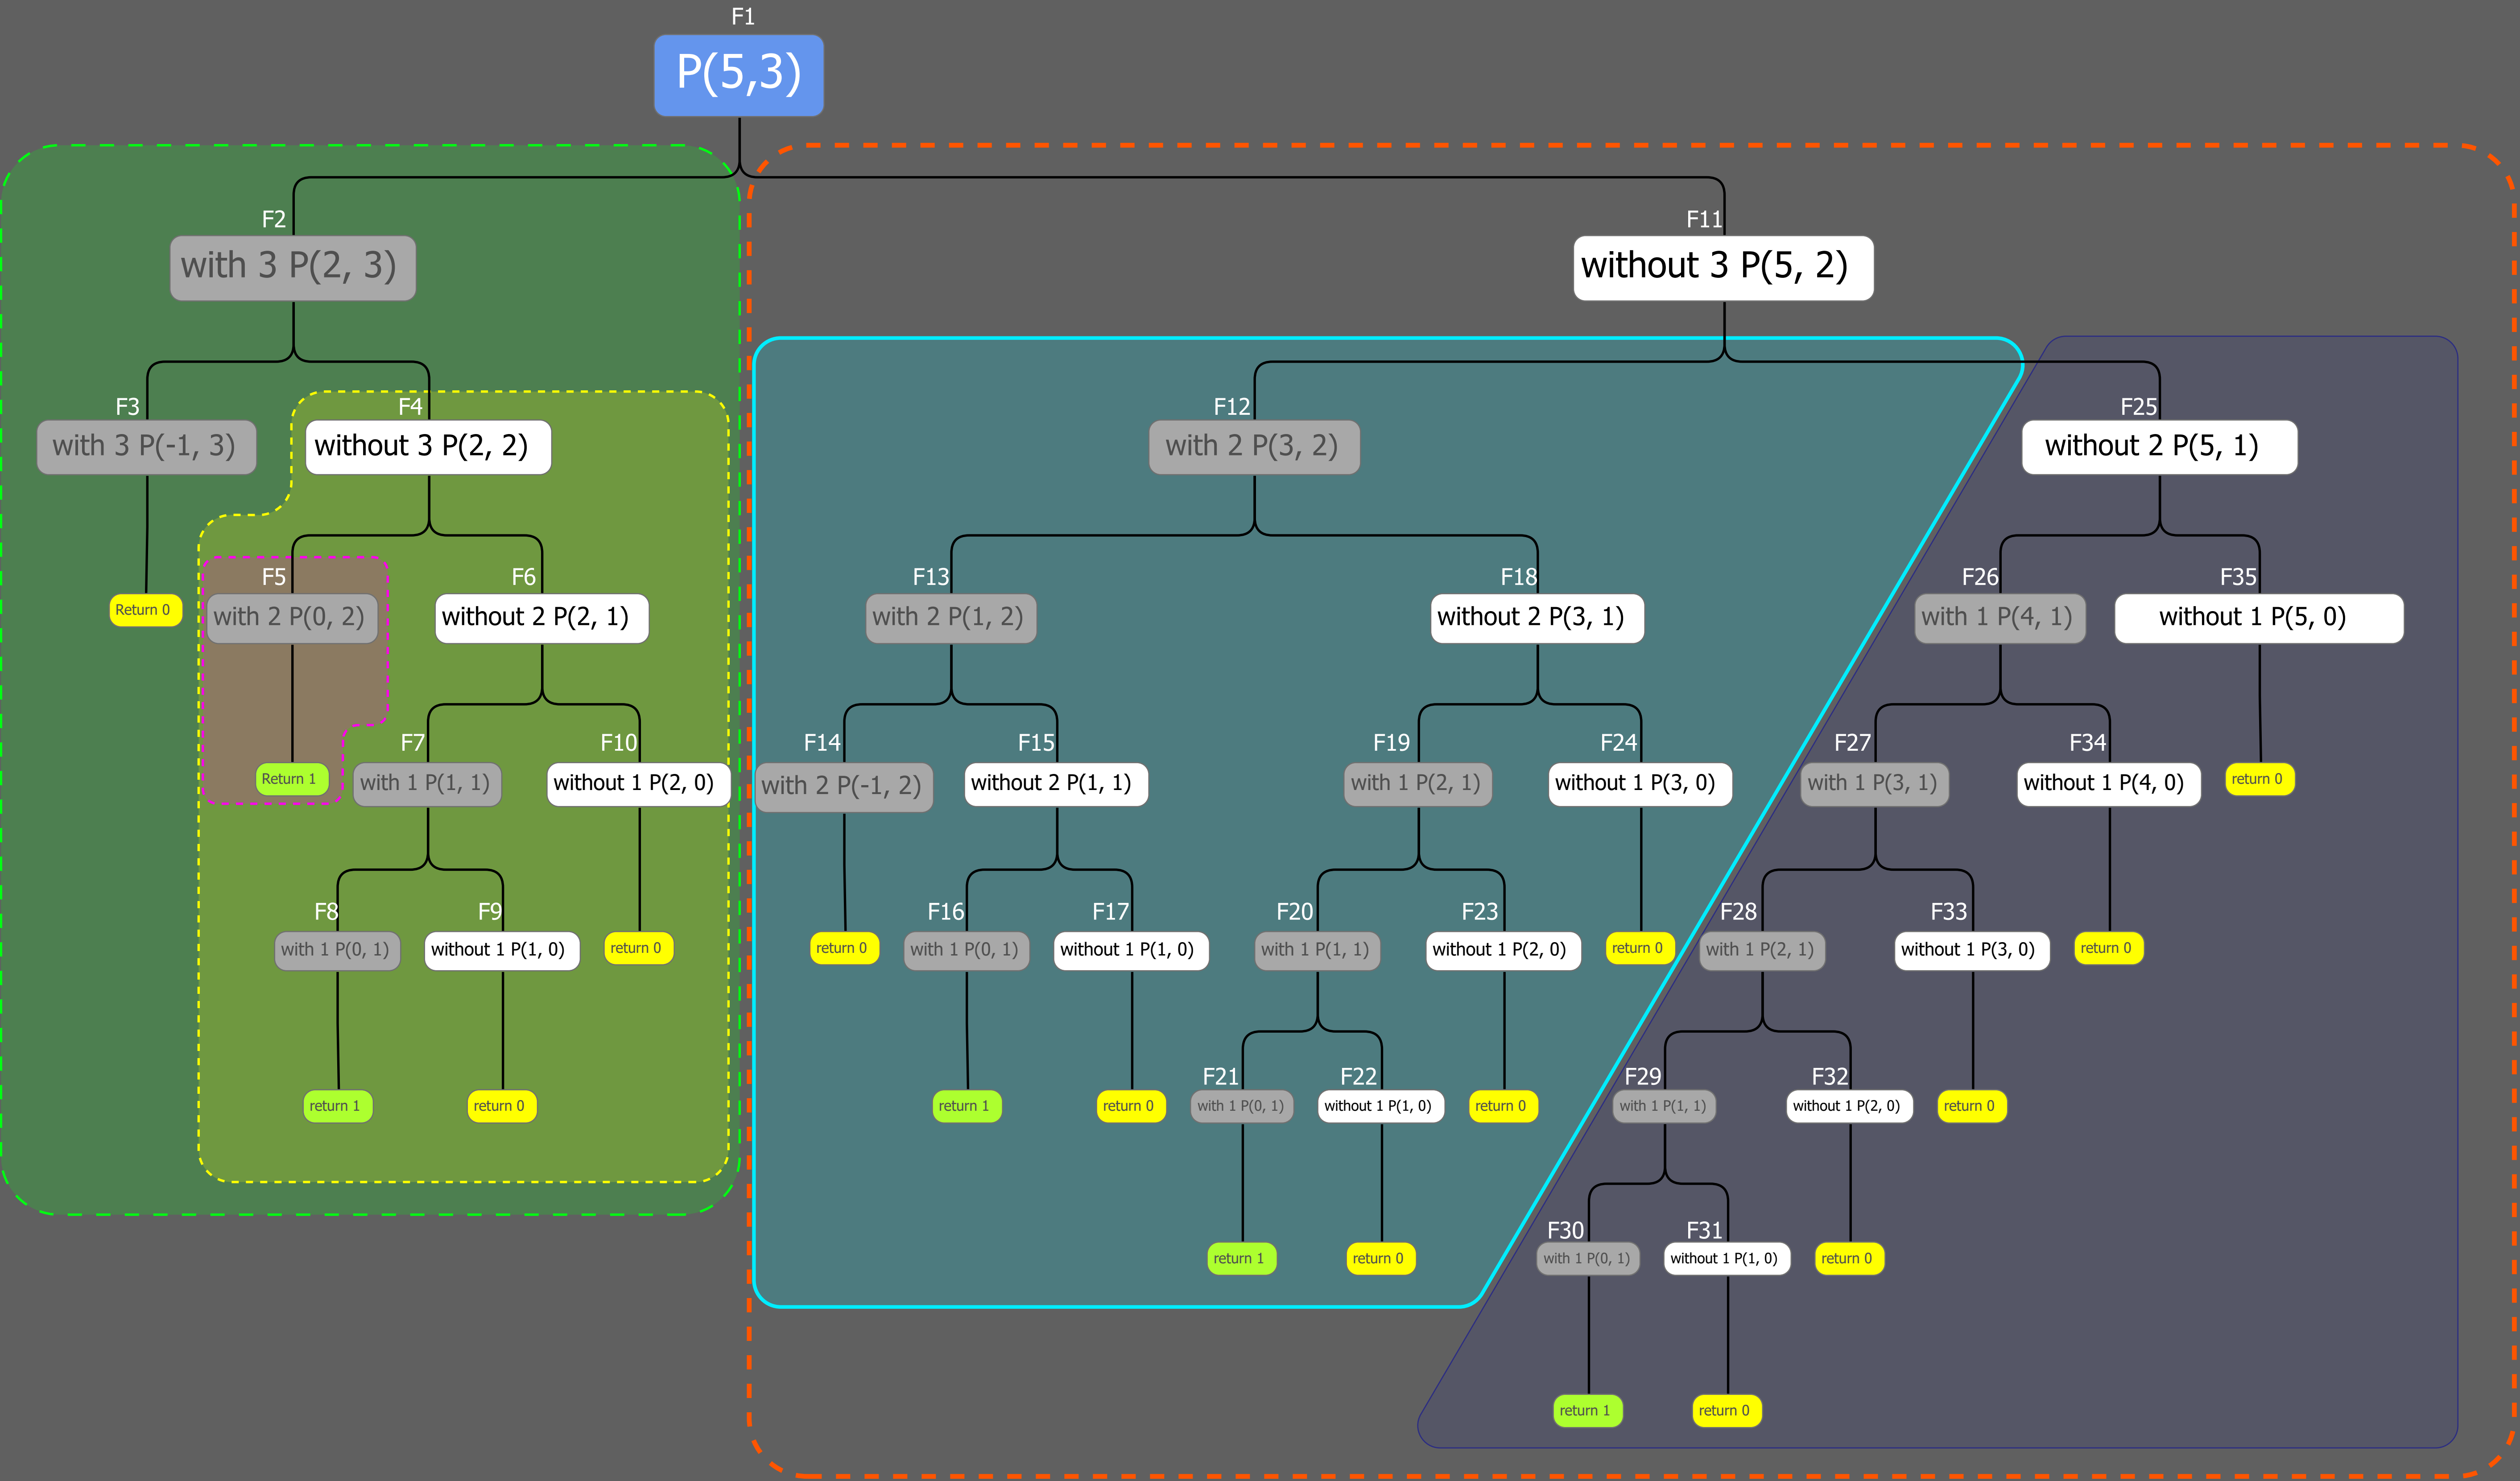 F1
P(5,3)
F2
F11
with 3 P(2, 3)
without 3 P(5, 2)
F3
F4
F12
F25
with 3 P(-1, 3)
without 3 P(2, 2)
with 2 P(3, 2)
without 2 P(5, 1)
F5
F6
F13
F18
F26
F35
Return 0
with 2 P(0, 2)
without 2 P(2, 1)
with 2 P(1, 2)
without 2 P(3, 1)
with 1 P(4, 1)
without 1 P(5, 0)
F7
F10
F14
F15
F19
F24
F27
F34
Return 1
with 1 P(1, 1)
without 1 P(2, 0)
with 2 P(-1, 2)
without 2 P(1, 1)
with 1 P(2, 1)
without 1 P(3, 0)
with 1 P(3, 1)
without 1 P(4, 0)
return 0
F8
F9
F16
F17
F20
F23
F28
F33
with 1 P(0, 1)
without 1 P(1, 0)
return 0
return 0
with 1 P(0, 1)
without 1 P(1, 0)
with 1 P(1, 1)
without 1 P(2, 0)
return 0
with 1 P(2, 1)
without 1 P(3, 0)
return 0
F21
F22
F29
F32
return 1
return 0
return 1
return 0
with 1 P(0, 1)
without 1 P(1, 0)
return 0
with 1 P(1, 1)
without 1 P(2, 0)
return 0
F30
F31
return 1
return 0
with 1 P(0, 1)
without 1 P(1, 0)
return 0
return 1
return 0